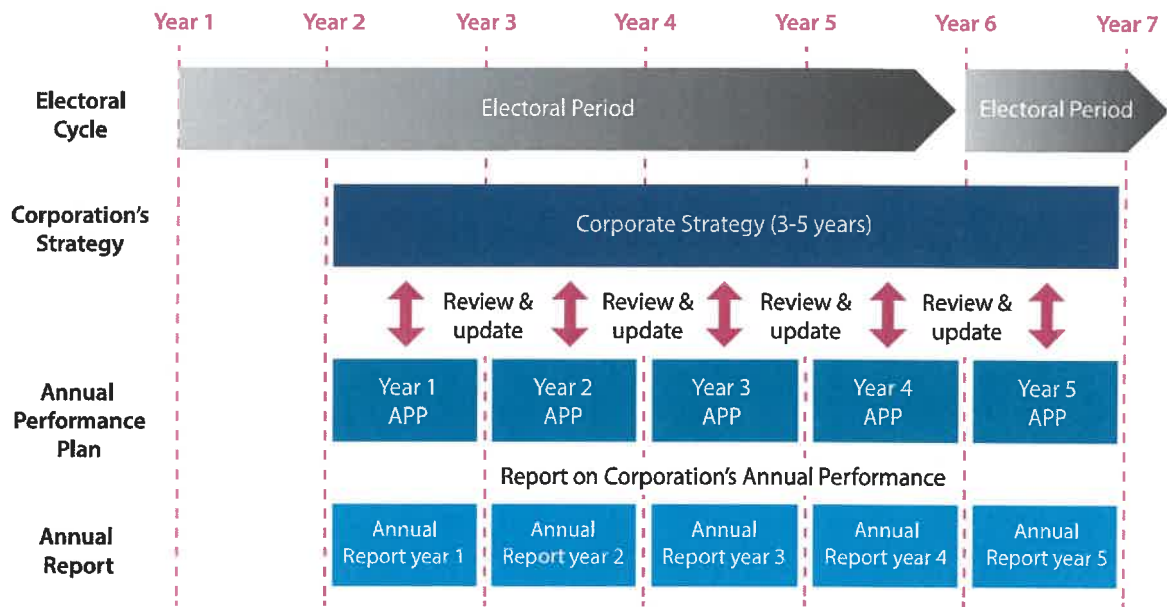 Year 1
Year 2
Year 3
Year 4
Year 5
Year 6
Year 7
Electoral
Cycle
Electoral Period
Electoral Period
Corporation's
Strategy
Corporate Strategy (3-5 years)
Review &
update
Review &
update
Review &
update
Review &
update
Annual
Performance
Plan
Year 1
APP
Year 2
APP
Year 3
APP
Year 4
APP
Year 5
APP
Report on Corporation's Annual Performance
Annual
Report
Annual
Report year 1
Annual
Report year 2
Annual
Report year 3
Annual
Report year 4
Annual
Report year 5